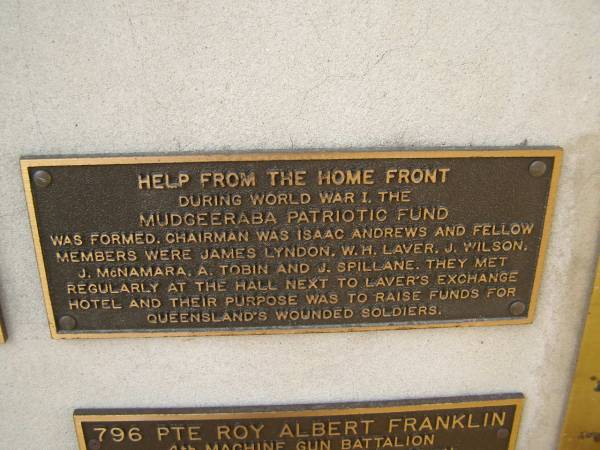 HELP FROM THE HOME FRONT
DURING WORLD WAR I, THE
MUDGEERABA PATRIOTIC FUND
WAS FORMED. CHAIRMAN WAS ISAAC ANDREWS AND FELLOW
MEMBERS WERE JAMES LYNDON, W.H. LAVER, J. WILSON,
J. McNAMARA, A. TOBIN AND J. SPILLANE. THEY MET
REGULARLY AT THE HALL NEXT TO LAVER'S EXCHANGE
HOTEL AND THEIR PURPOSE WAS TO RAISE FUNDS FOR
QUEENSLAND'S WOUNDED SOLDIERS.
796 PTE ROY ALBERT FRANKLIN
4th MACHINE GUN BATTALION